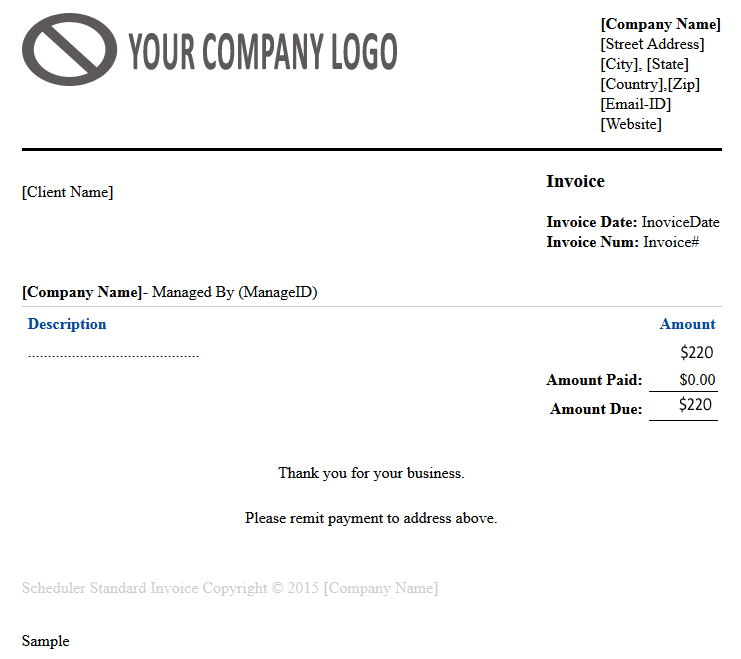 YOUR COMPANY LOGO
[Company Name]
[Street Address]
[City], [State]
[Country],[Zip]
[Email-ID]
[Website]
[Client Name]
Invoice
Invoice Date: InoviceDate
Invoice Num: Invoice#
[Company Name]- Managed By (ManageID)
Description Amount
........................................... $220
Amount Paid: $0.00
Amount Due: $220
Thank you for your business.
Please remit payment to address above.
Scheduler Standard Invoice Copyright © 2015 [Company Name]
Sample